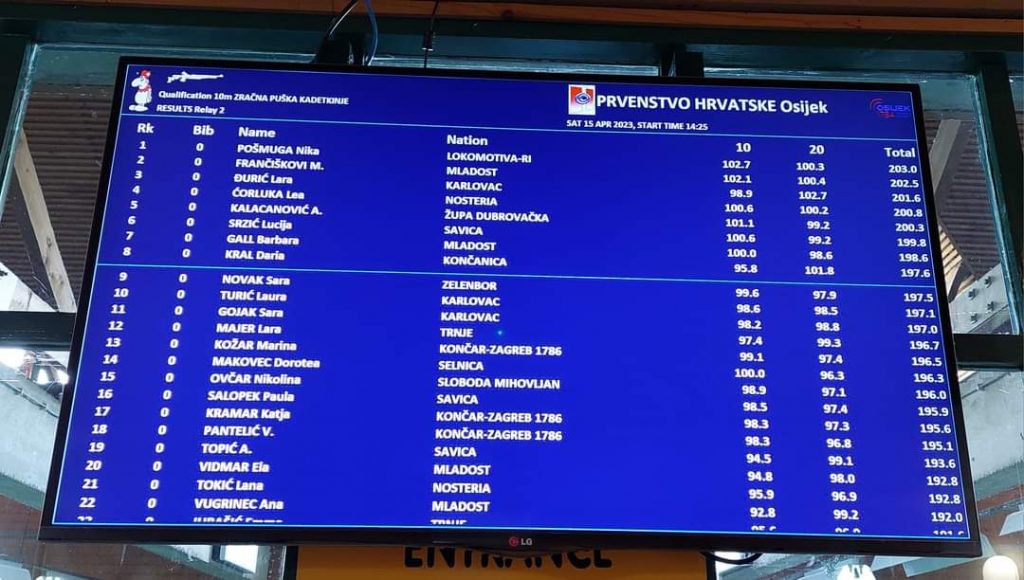 Qualification 10m ZRAČNA PUŠKA KADETKINJE
RESULTS Relay 2
PRVENSTVO HRVATSKE Osijek
SAT 15 APR 2023, START TIME 14:25
OSIJEK
Rk Bib Name Nation 10 20 Total
1 0 POŠMUGA Nika LOKOMOTIVA-RI 102.7 100.3 203.0
2 0 FRANČIŠKOVI M. MLADOST 102.1 100.4 202.5
3 0 ĐURIĆ Lara KARLOVAC 98.9 102.7 201.6
4 0 ĆORLUKA Lea NOSTERIA 100.6 100.2 200.8
5 0 KALACANOVIĆ A. ŽUPA DUBROVAČKA 101.1 99.2 200.3
6 0 SRZIĆ Lucija SAVICA 100.6 99.2 199.8
7 0 GALL Barbara MLADOST 100.0 98.6 198.6
8 0 KRAL Daria KONČANICA 95.8 101.8 197.6
9 0 NOVAK Sara ZELENBOR 99.6 97.9 197.5
10 0 TURIĆ Laura KARLOVAC 98.6 98.5 197.1
11 0 GOJAK Sara KARLOVAC 98.2 98.8 197.0
12 0 MAJER Lara TRNJE 97.4 99.3 196.7
13 0 KOŽAR Marina KONČAR-ZAGREB 1786 99.1 97.4 196.5
14 0 MAKOVEC Dorotea SELNICA 100.0 96.3 196.3
15 0 OVČAR Nikolina SLOBODA MIHOVLJAN 98.9 97.1 196.0
16 0 SALOPEK Paula SAVICA 98.5 97.4 195.9
17 0 KRAMAR Katja KONČAR-ZAGREB 1786 98.3 97.3 195.6
18 0 PANTELIĆ V. KONČAR-ZAGREB 1786 98.3 96.8 195.1
19 0 TOPIĆ A. SAVICA 94.5 99.1 193.6
20 0 VIDMAR Ela MLADOST 94.8 98.0 192.8
21 0 TOKIĆ Lana NOSTERIA 95.9 96.9 192.8
22 0 VUGRINEC Ana MLADOST 92.8 99.2 192.0
LG
ENTRANCE